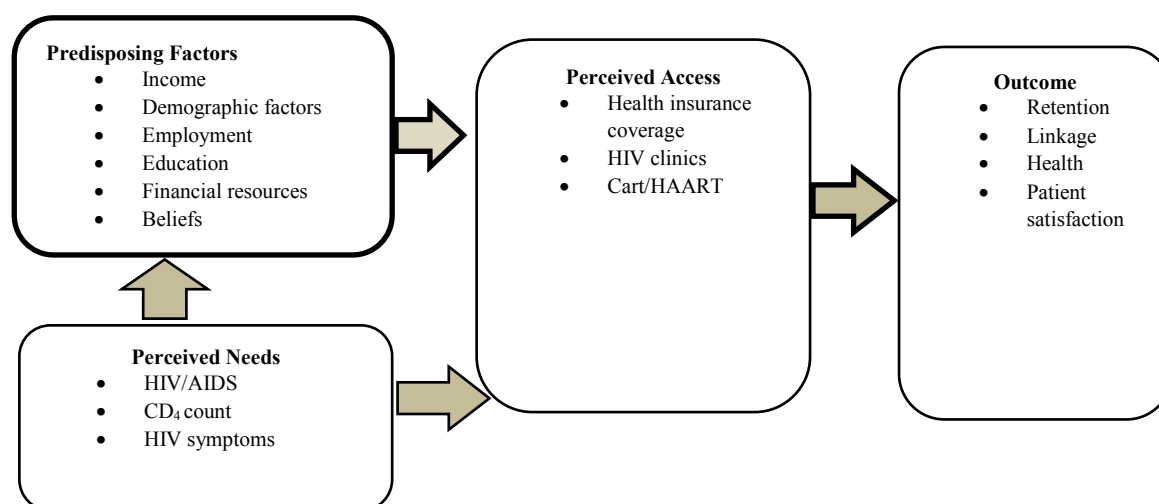 Predisposing Factors
• Income
• Demographic factors
• Employment
• Education
• Financial resources
• Beliefs
Perceived Needs
• HIV/AIDS
• CD₄ count
• HIV symptoms
Perceived Access
• Health insurance
coverage
• HIV clinics
• Cart/HAART
Outcome
• Retention
• Linkage
• Health
• Patient
satisfaction